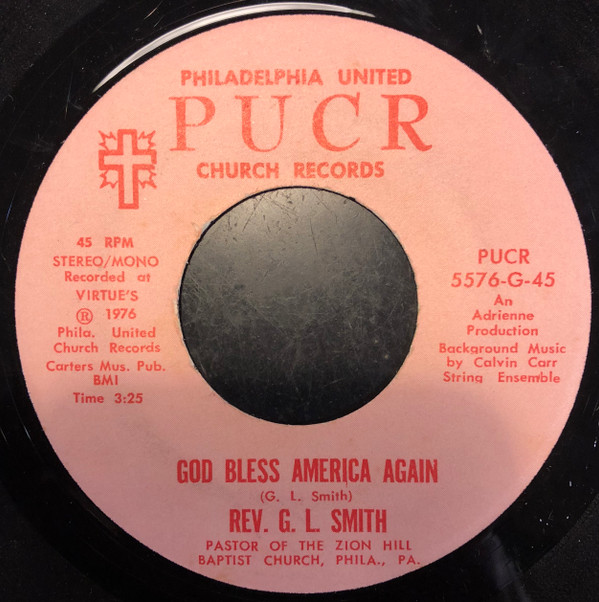 PHILADELPHIA UNITED
PUCR
CHURCH RECORDS
45 RPM
STEREO/MONO
Recorded at
VIRTUE'S
Ⓡ 1976
Phila. United
Church Records
Carters Mus. Pub.
BMI
Time 3:25
PUCR
5576-G-45
An
Adrienne
Production
Background Music
by Calvin Carr
String Ensemble
GOD BLESS AMERICA AGAIN
(G. L. Smith)
REV. G. L. SMITH
PASTOR OF THE ZION HILL
BAPTIST CHURCH, PHILA., PA.